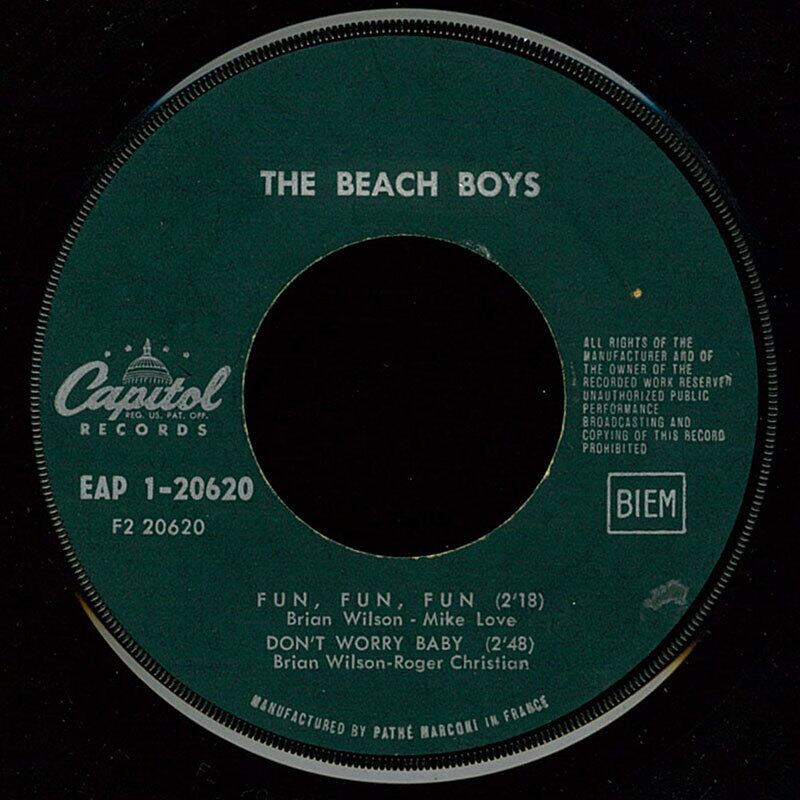 THE BEACH BOYS
Capitol
REG. U.S. PAT. OFF.
RECORDS
EAP 1-20620
F2 20620
ALL RIGHTS OF THE
MANUFACTURER AND OF
THE OWNER OF THE
RECORDED WORK RESERVED
UNAUTHORIZED PUBLIC
PERFORMANCE
BROADCASTING AND
COPYING OF THIS RECORD
PROHIBITED
BIEM
FUN, FUN, FUN (2'18)
Brian Wilson - Mike Love
DON'T WORRY BABY (2'48)
Brian Wilson-Roger Christian
MANUFACTURED BY PATHÉ MARCONI IN FRANCE